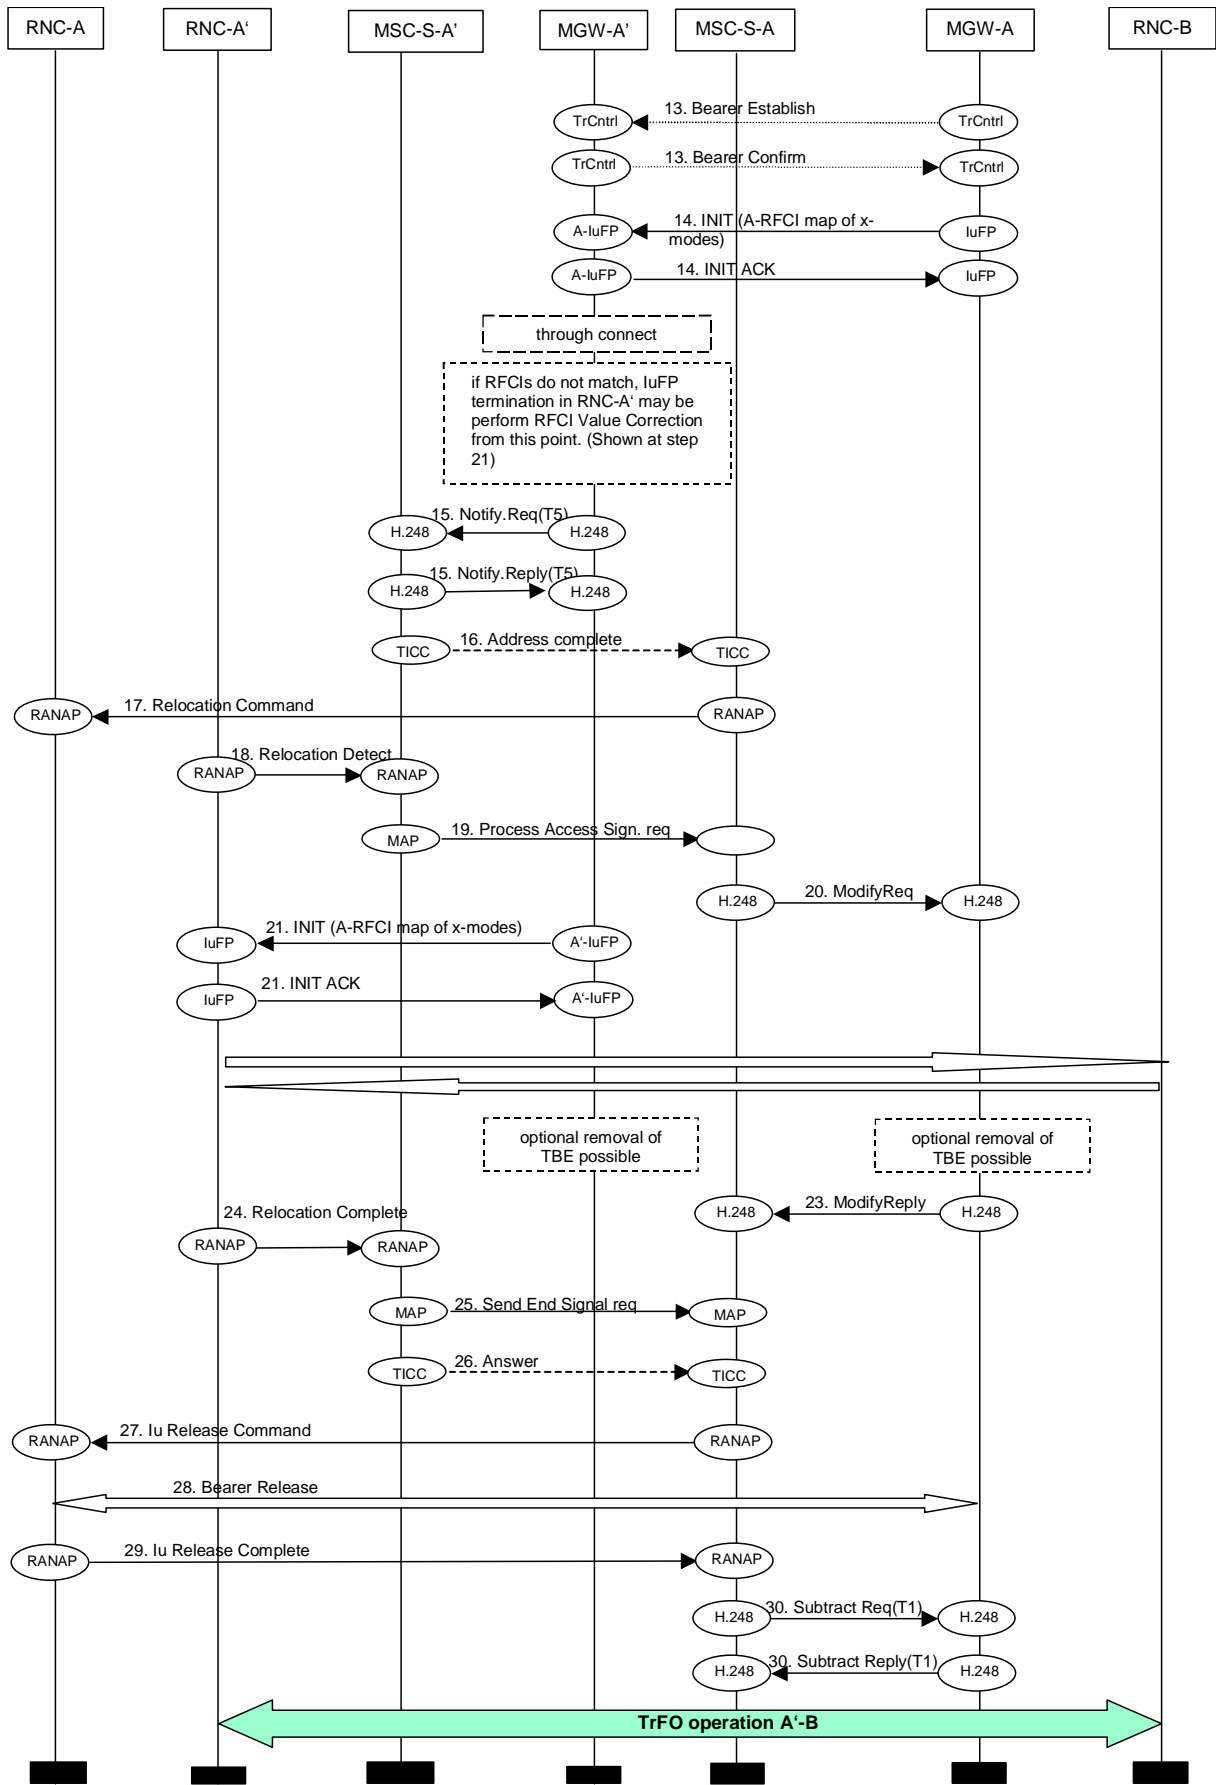 RNC-A
RNC-A‘
MSC-S-A’
MGW-A’
MSC-S-A
MGW-A
RNC-B
13. Bearer Establish
TrCntrl
TrCntrl
13. Bearer Confirm
TrCntrl
TrCntrl
14. INIT (A-RFCI map of x-
modes)
A-IuFP
IuFP
14. INIT ACK
A-IuFP
IuFP
through connect
if RFCIs do not match, IuFP
termination in RNC-A‘ may be
perform RFCI Value Correction
from this point. (Shown at step
21)
15. Notify.Req(T5)
H.248
H.248
15. Notify.Reply(T5)
H.248
H.248
16. Address complete
TICC
TICC
17. Relocation Command
RANAP
RANAP
18. Relocation Detect
RANAP
RANAP
19. Process Access Sign. req
MAP
20. ModifyReq
H.248
H.248
21. INIT (A-RFCI map of x-modes)
IuFP
A‘-IuFP
21. INIT ACK
IuFP
A‘-IuFP
optional removal of
TBE possible
optional removal of
TBE possible
23. ModifyReply
H.248
H.248
24. Relocation Complete
RANAP
RANAP
25. Send End Signal req
MAP
MAP
26. Answer
TICC
TICC
27. Iu Release Command
RANAP
RANAP
28. Bearer Release
29. Iu Release Complete
RANAP
RANAP
30. Subtract Req(T1)
H.248
H.248
30. Subtract Reply(T1)
H.248
H.248
TrFO operation A‘-B